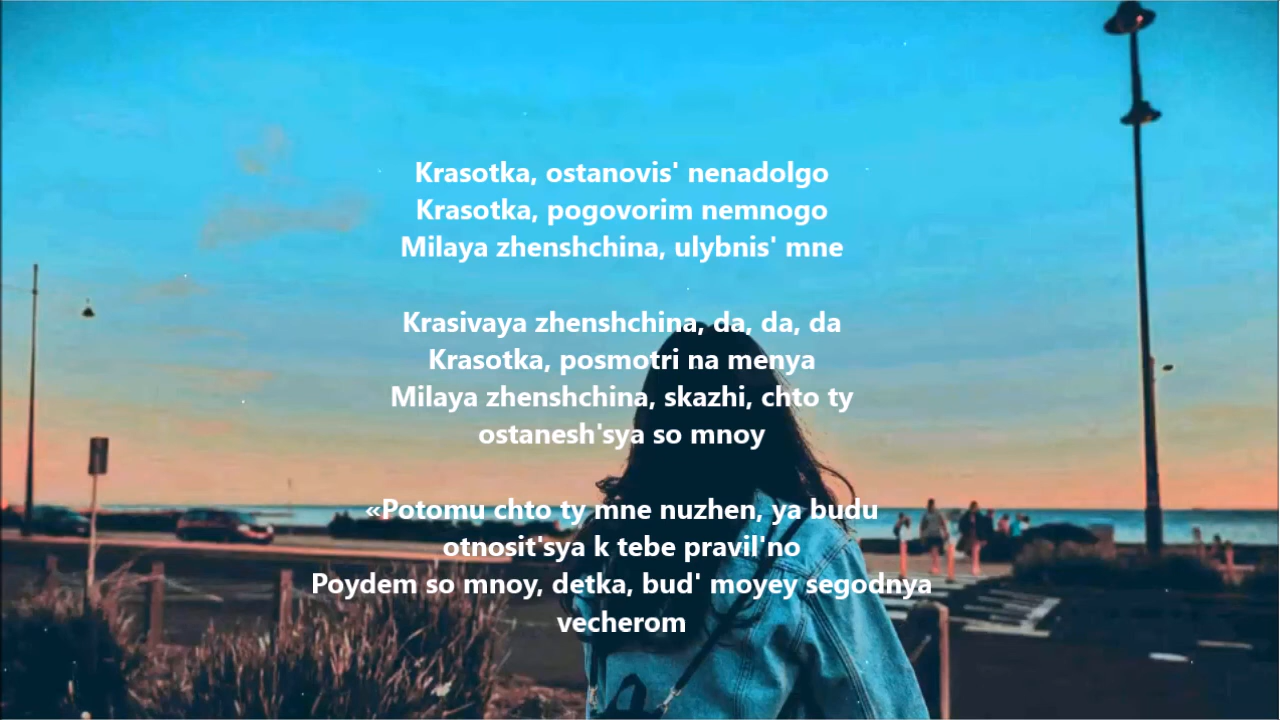 Krasotka, ostanovis' nenadolgo
Krasotka, pogovorim nemnogo
Milaya zhenshchina, ulybnis' mne
Krasivaya zhenshchina, da, da, da
Krasotka, posmotri na menya
Milaya zhenshchina, skazhi, chto ty
ostanesh'sya so mnoy
«Potomu chto ty mne nuzhen, ya budu
otnosit'sya k tebe pravil'no
Poydem so mnoy, detka, bud' moyey segodnya
vecherom